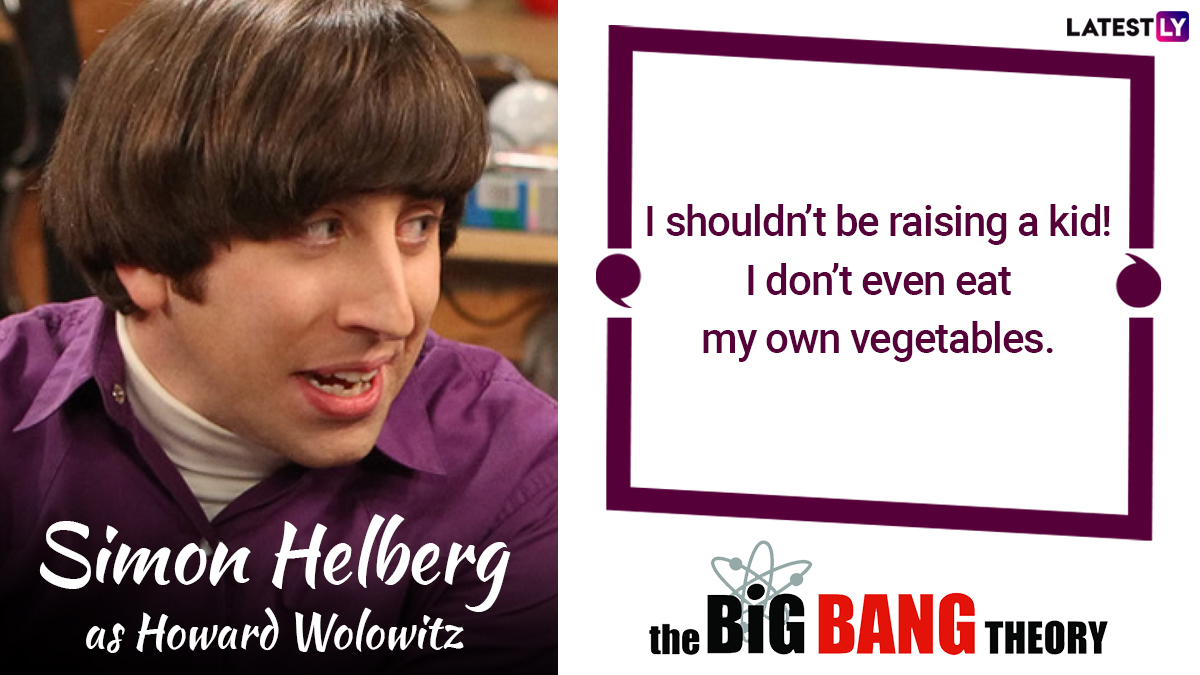 Simon Helberg
as Howard Wolowitz
LATESTLY
I shouldn’t be raising a kid!
I don’t even eat
my own vegetables.
the BiG BANG THEORY